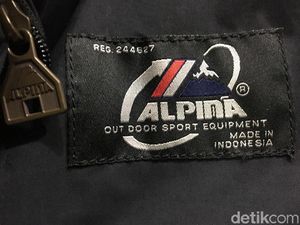 REG. 244627
ALPINA
ALPINA
®
OUT DOOR SPORT EQUIPMENT
MADE IN
INDONESIA
detikcom